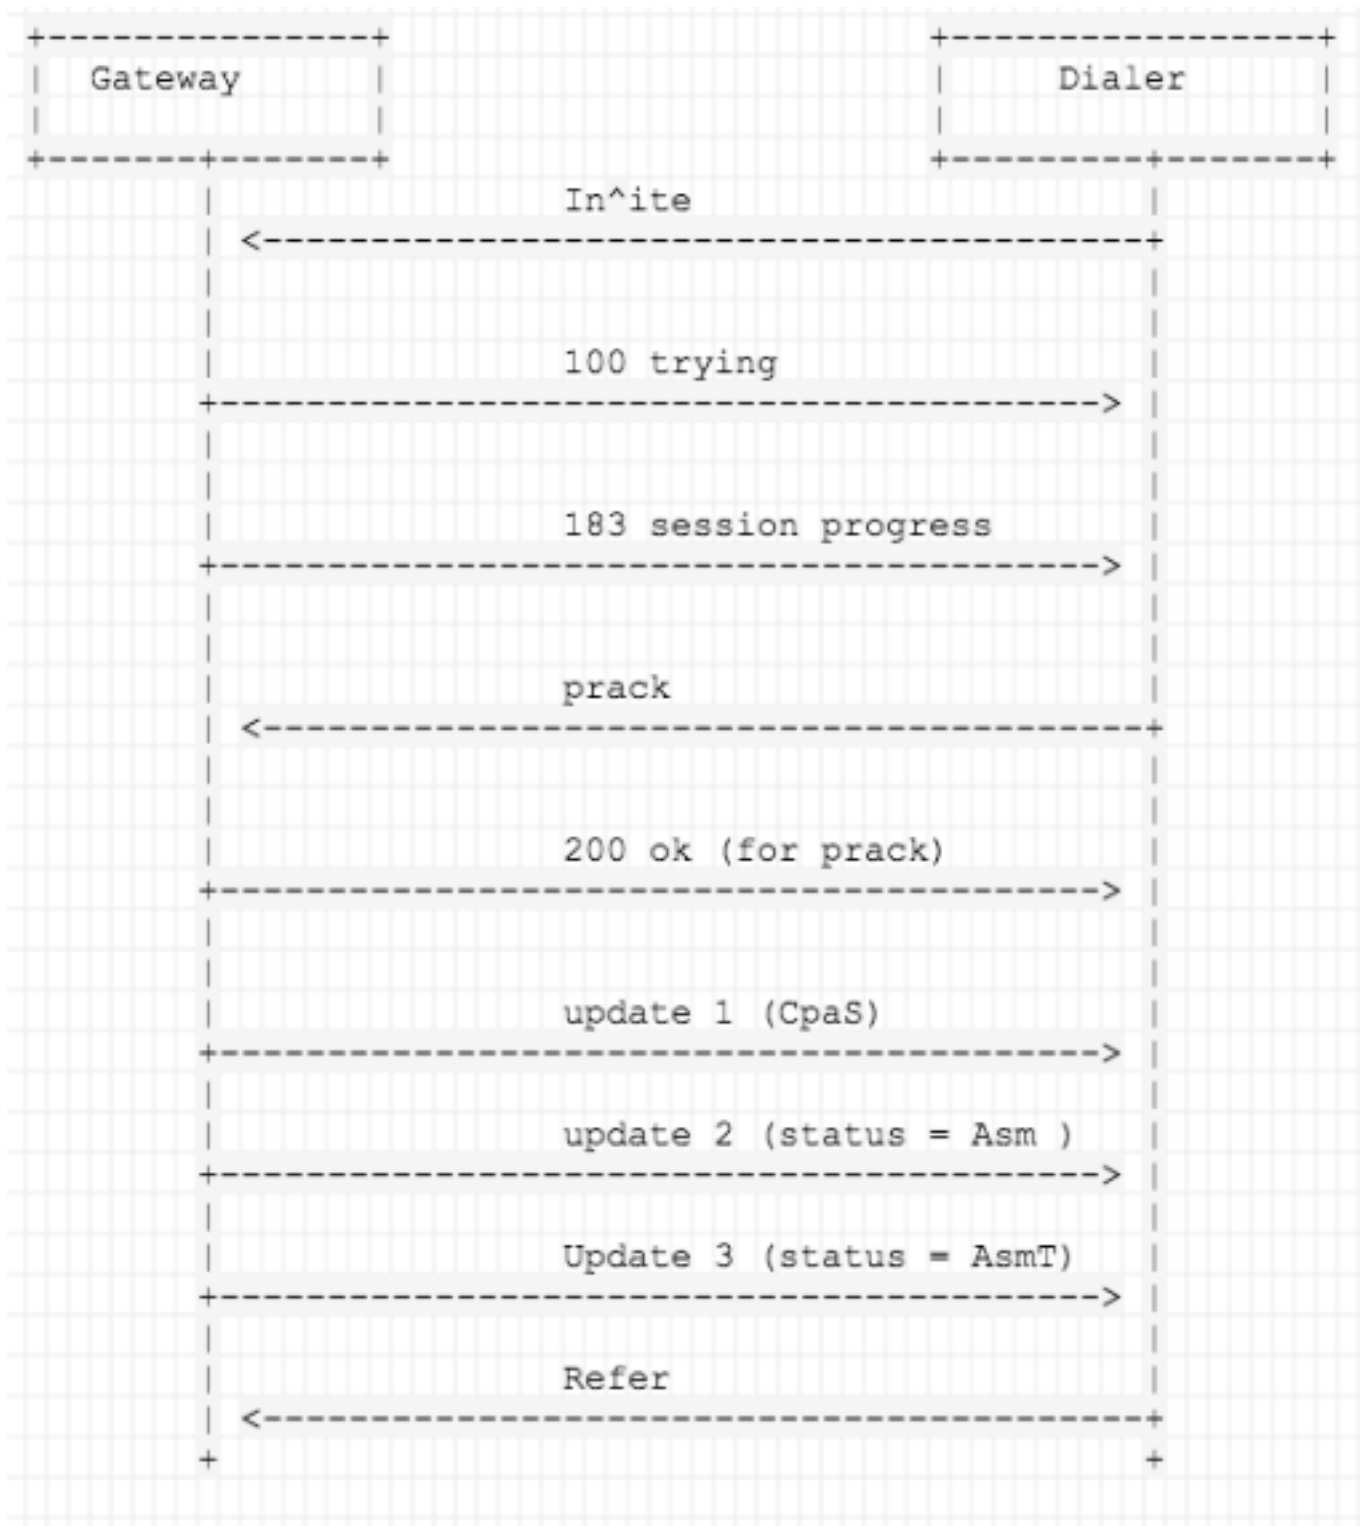 Gateway
Dialer
In^ite
100 trying
183 session progress
prack
200 ok (for prack)
update 1 (CpaS)
update 2 (status = Asm )
Update 3 (status = AsmT)
Refer